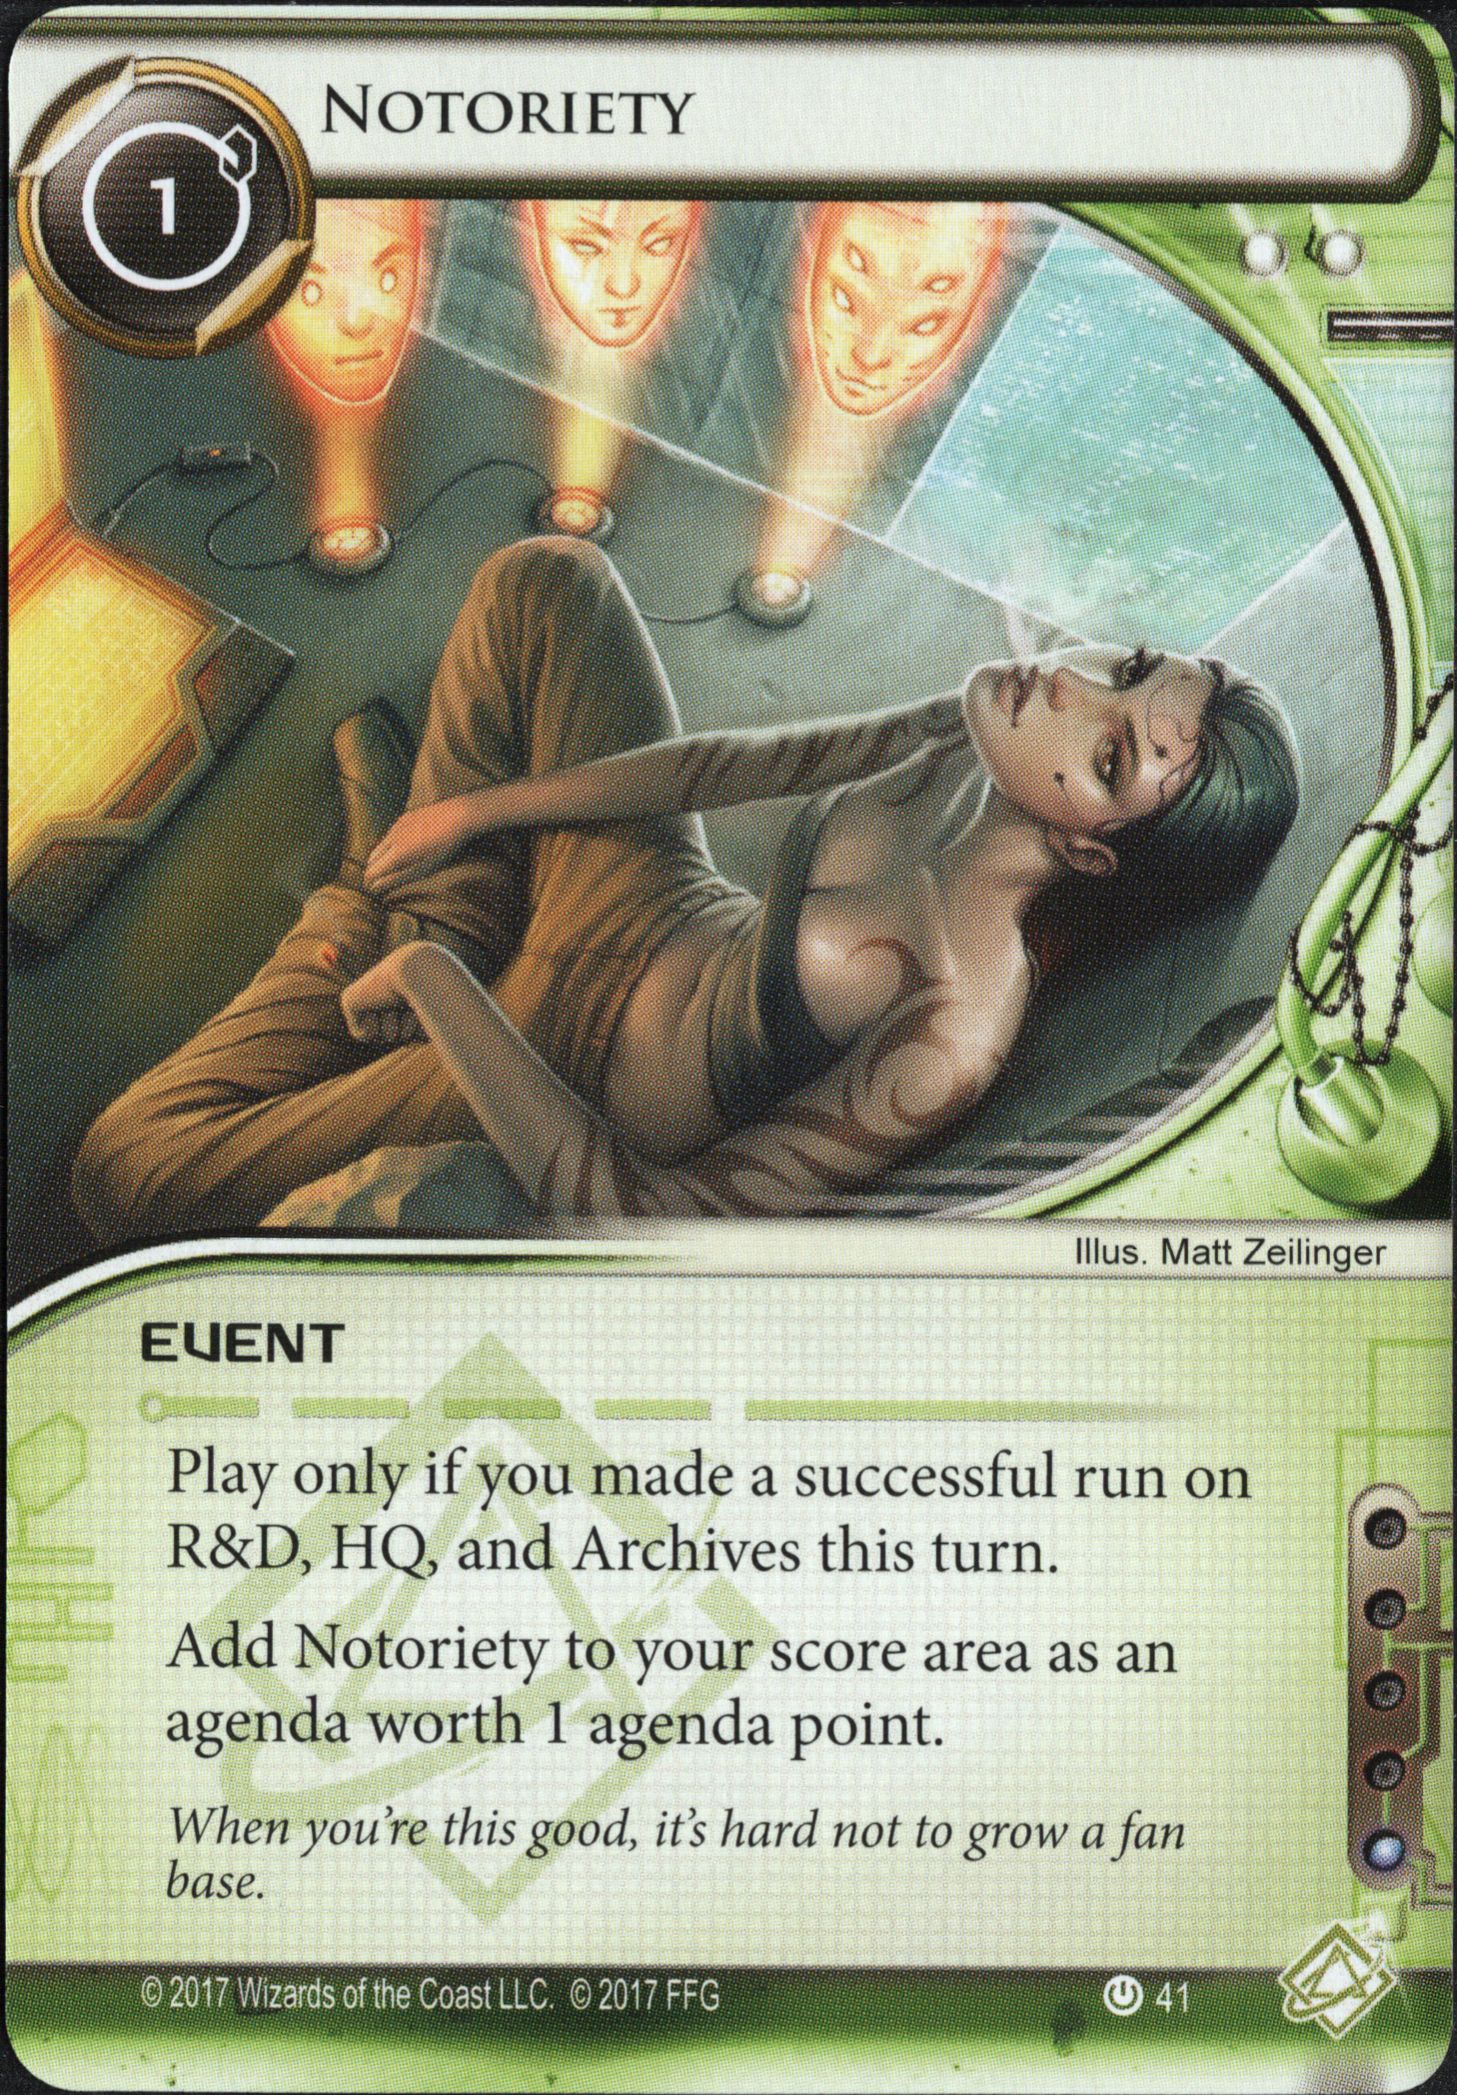 1
NOTORIETY
Illus. Matt Zeilinger
EVENT
Play only if you made a successful run on
R&D, HQ, and Archives this turn.
Add Notoriety to your score area as an
agenda worth 1 agenda point.
When you're this good, it's hard not to grow a fan
base.
© 2017 Wizards of the Coast LLC. © 2017 FFG
41